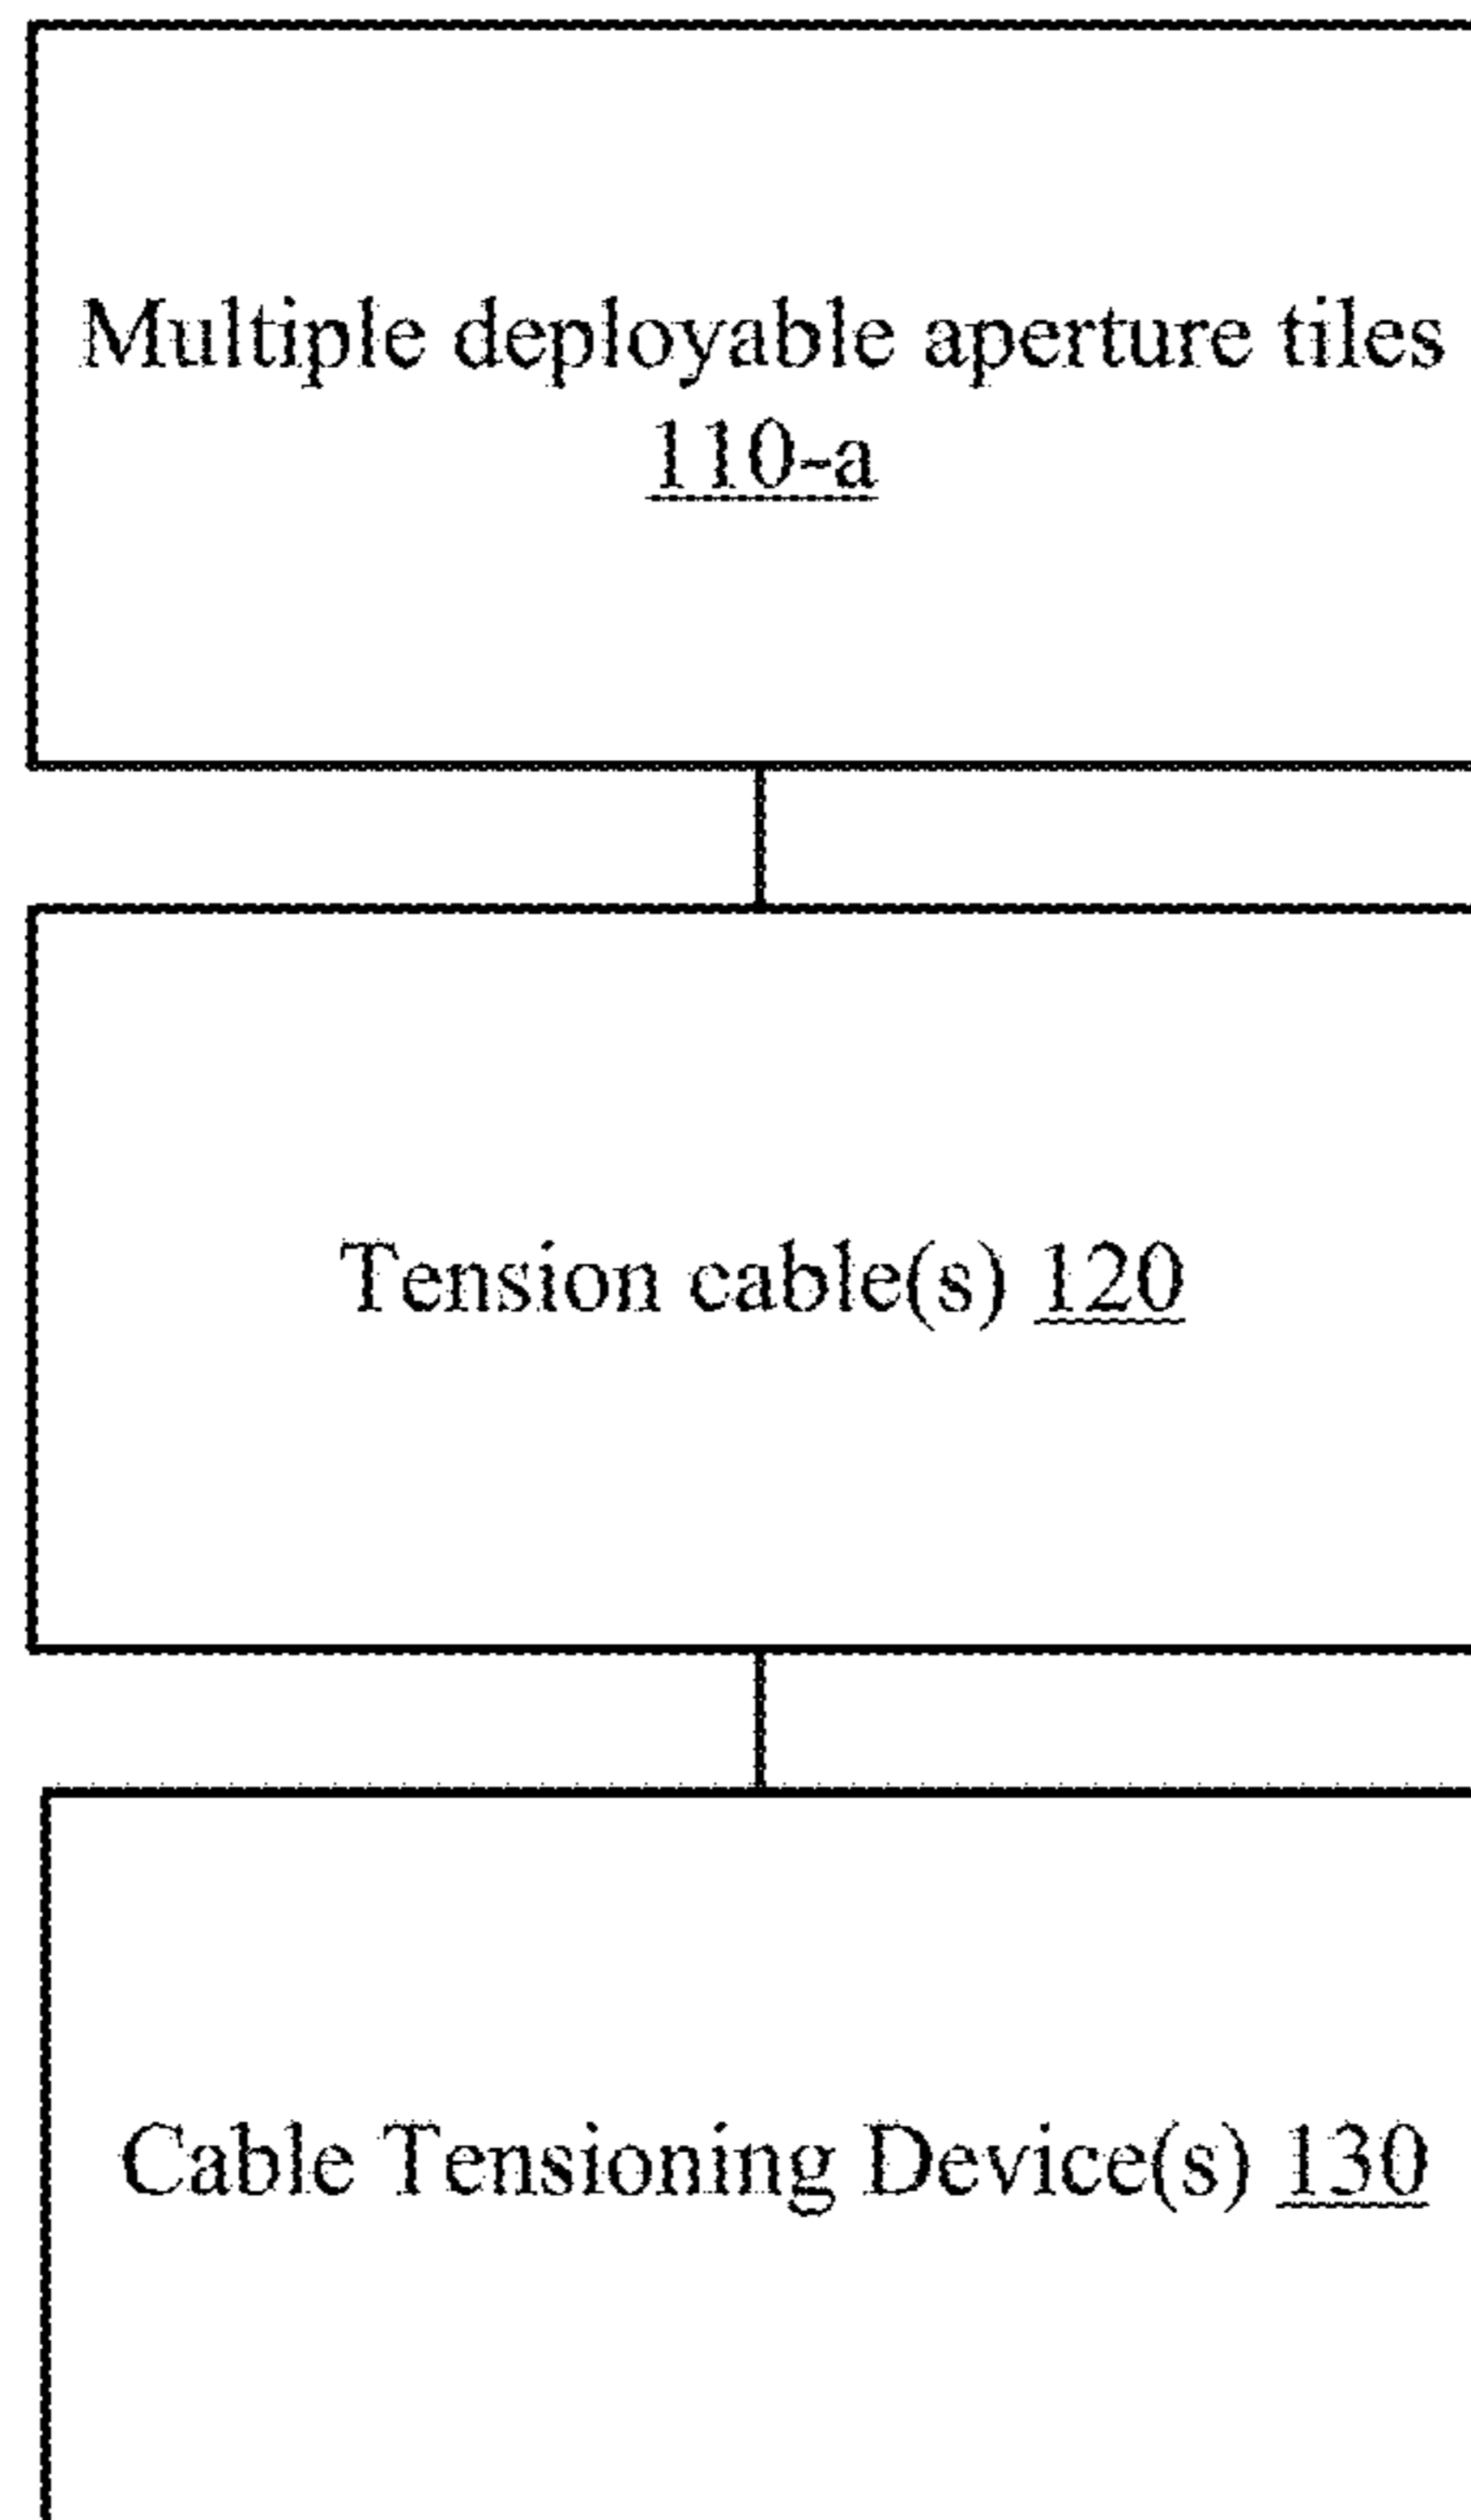 Multiple deployable aperture tiles
110-a
Tension cable(s) 120
Cable Tensioning Device(s) 130